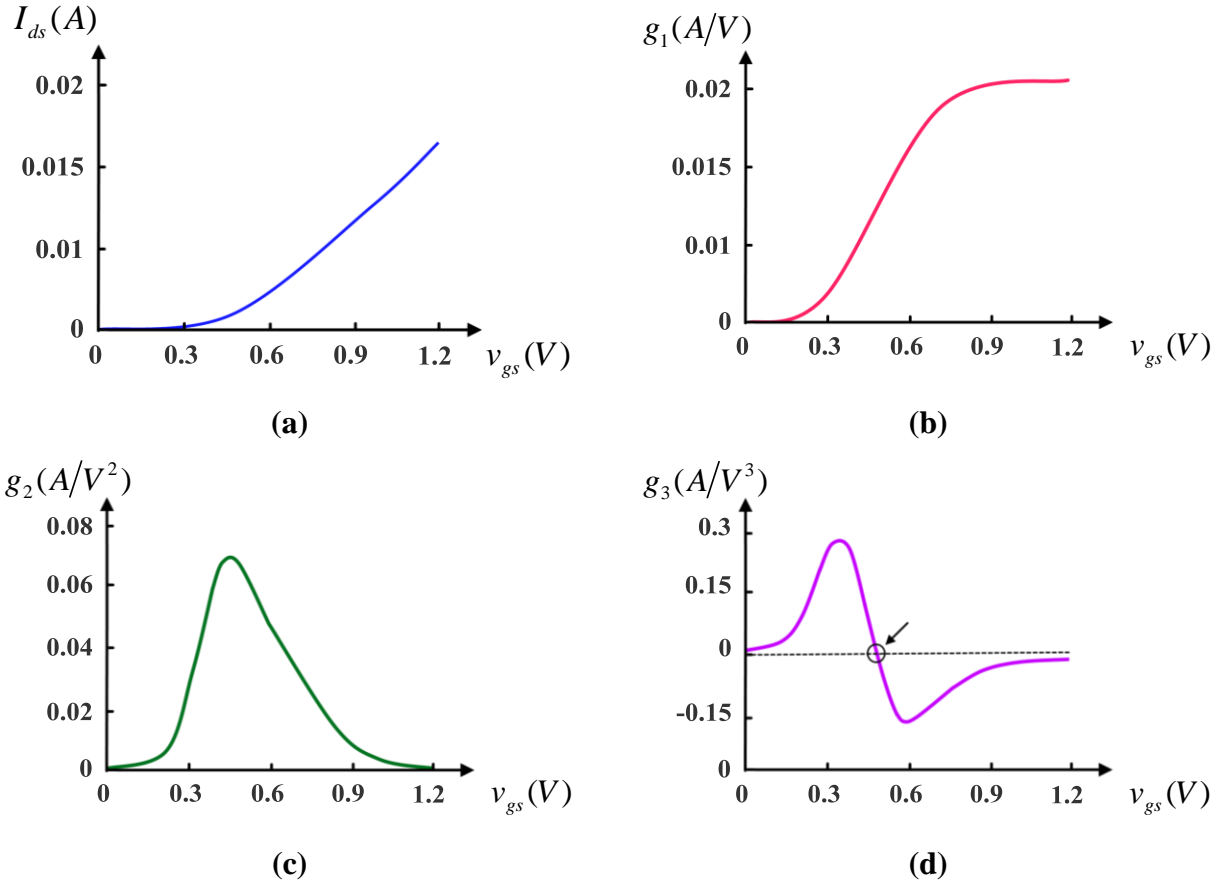 I_ds (A)
0.02
0.015
0.01
0
0 0.3 0.6 0.9 1.2
v_gs (V)
(a)
g_1 (A/V)
0.02
0.015
0.01
0
0 0.3 0.6 0.9 1.2
v_gs (V)
(b)
g_2 (A/V^2)
0.08
0.06
0.04
0.02
0
0 0.3 0.6 0.9 1.2
v_gs (V)
(c)
g_3 (A/V^3)
0.3
0.15
0
-0.15
0
0 0.3 0.6 0.9 1.2
v_gs (V)
(d)